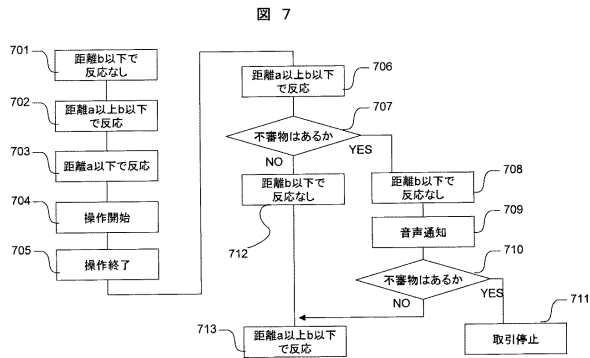 図 7
701
距離b以下で
反応なし
702
距離a以上b以下
で反応
703
距離a以下で反応
704
操作開始
705
操作終了
706
距離a以上b以下
で反応
707
不審物はあるか
NO
YES
距離b以下で
反応なし
712
708
距離b以下で
反応なし
709
音声通知
710
不審物はあるか
NO
YES
711
取引停止
713
距離a以上b以下
で反応